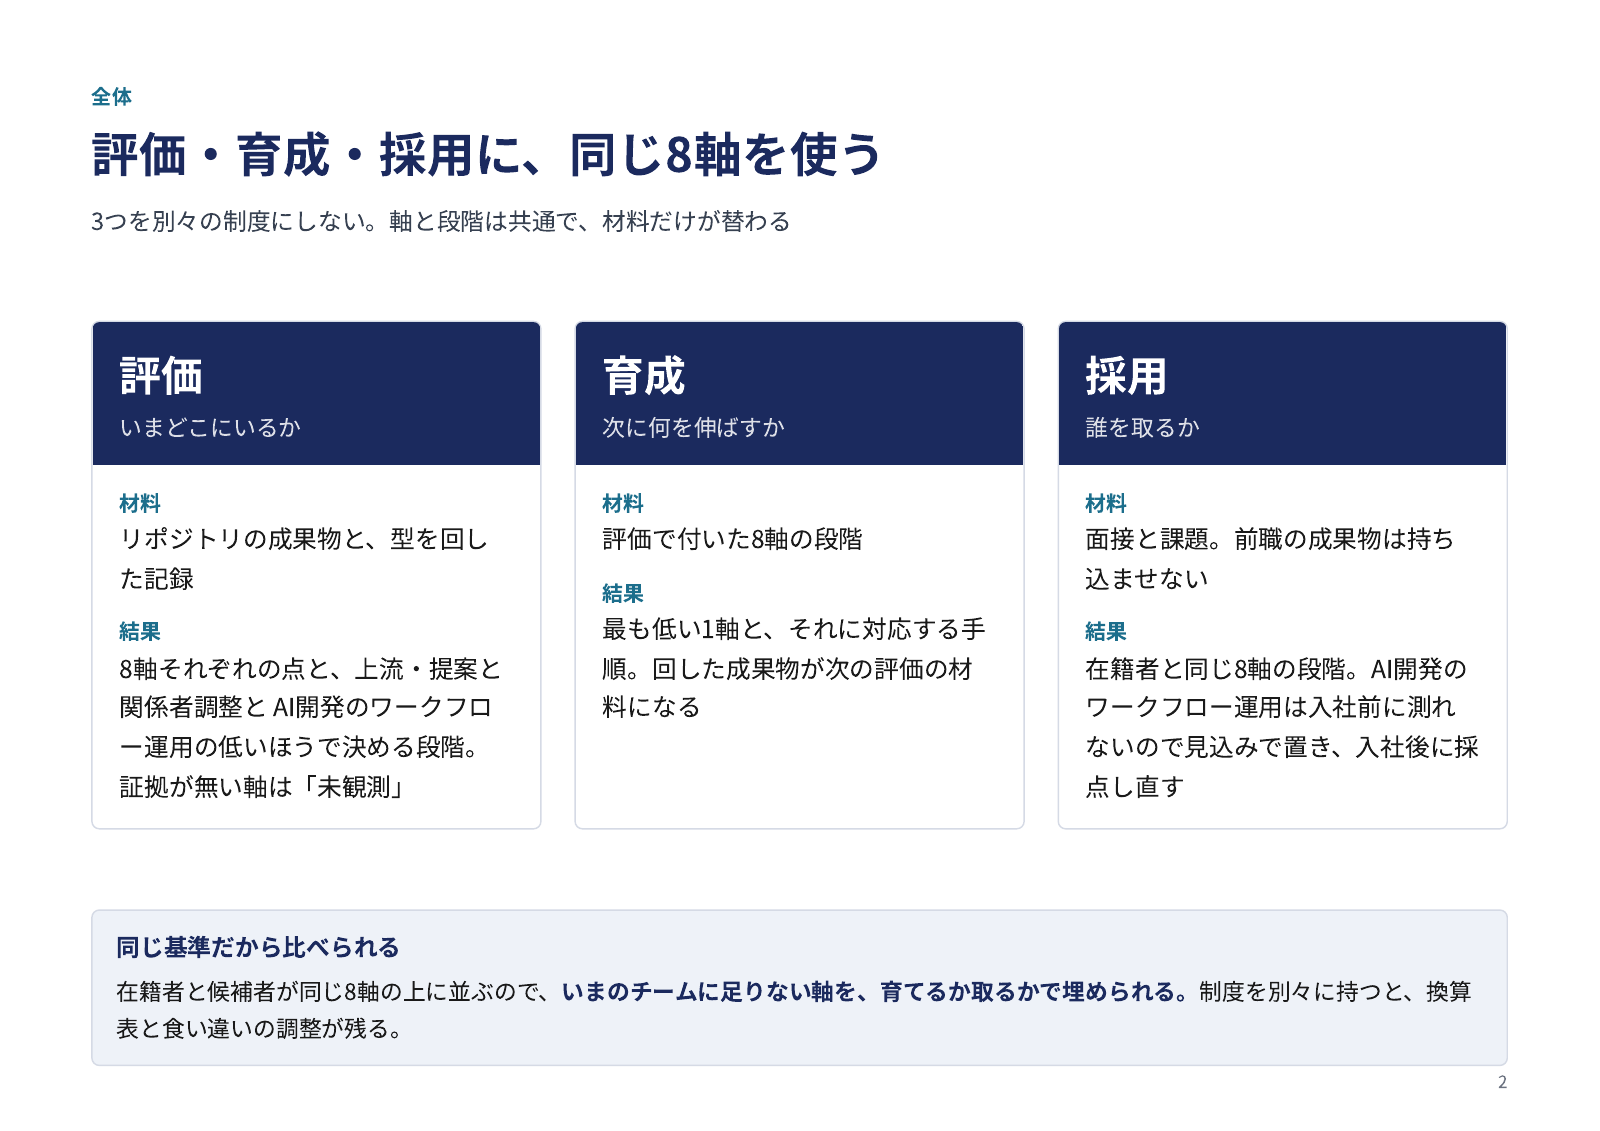 全体
評価・育成・採用に、同じ8軸を使う
3つを別々の制度にしない。軸と段階は共通で、材料だけが替わる
評価
いまどこにいるか
材料
リポジトリの成果物と、型を回し
た記録
結果
8軸それぞれの点と、上流・提案と
関係者調整と AI開発のワークフロ
ー運用の低いほうで決める段階。
証拠が無い軸は「未観測」
育成
次に何を伸ばすか
材料
評価で付いた8軸の段階
結果
最も低い1軸と、それに対応する手
順。回した成果物が次の評価の材
料になる
採用
誰を取るか
材料
面接と課題。前職の成果物は持ち
込ませない
結果
在籍者と同じ8軸の段階。AI開発の
ワークフロー運用は入社前に測れ
ないので見込みで置き、入社後に採
点し直す
同じ基準だから比べられる
在籍者と候補者が同じ8軸の上に並ぶので、いまのチームに足りない軸を、育てるか取るかで埋められる。制度を別々に持つと、換算
表と食い違いの調整が残る。
2